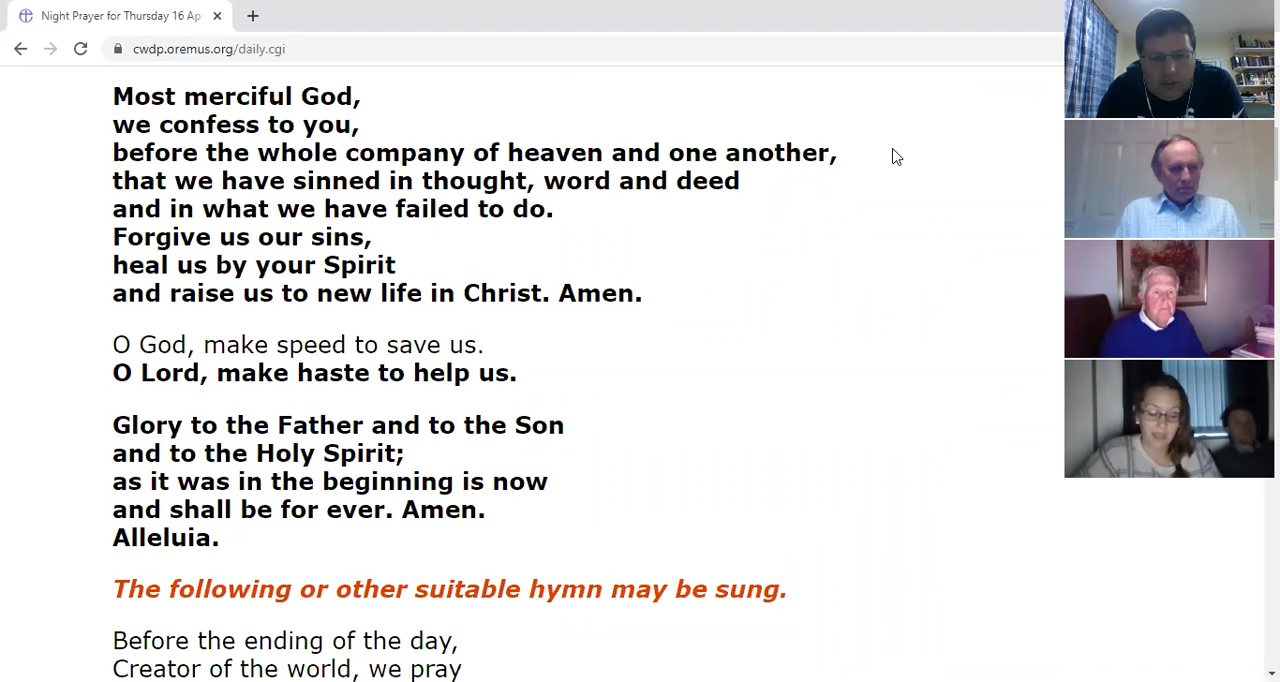 Night Prayer for Thursday 16 Ap
cwdp.oremus.org/daily.cgi
Most merciful God,
we confess to you,
before the whole company of heaven and one another,
that we have sinned in thought, word and deed
and in what we have failed to do.
Forgive us our sins,
heal us by your Spirit
and raise us to new life in Christ. Amen.
O God, make speed to save us.
O Lord, make haste to help us.
Glory to the Father and to the Son
and to the Holy Spirit;
as it was in the beginning is now
and shall be for ever. Amen.
Alleluia.
The following or other suitable hymn may be sung.
Before the ending of the day,
Creator of the world, we pray